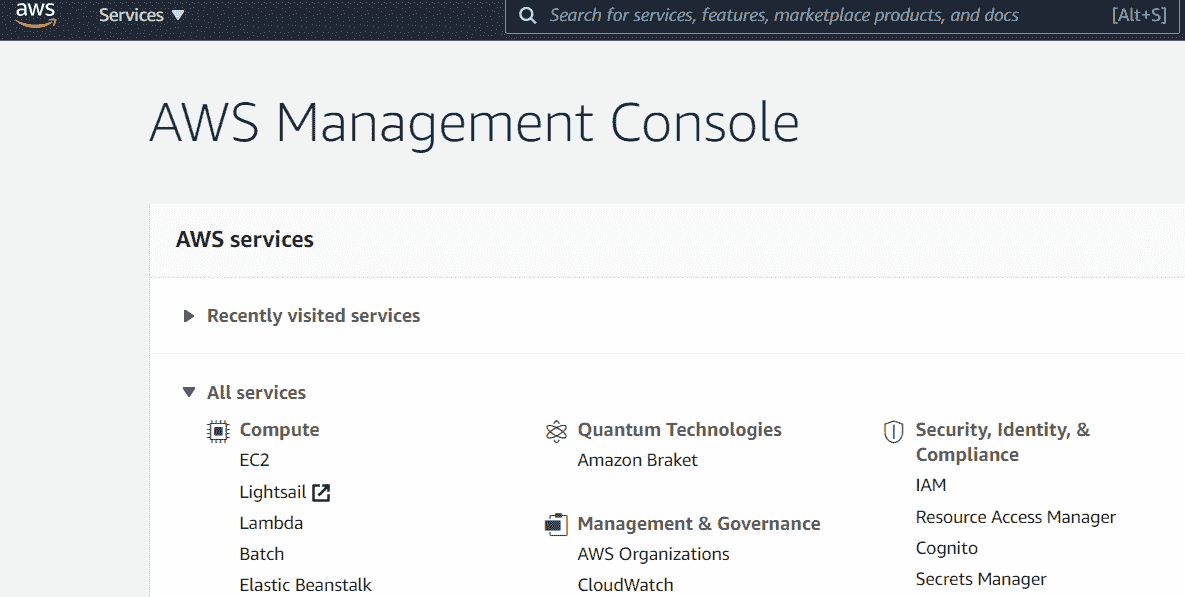 aws
Services
Search for services, features, marketplace products, and docs
[Alt+S]
AWS Management Console
AWS services
Recently visited services
All services
Compute
EC2
Lightsail
Lambda
Batch
Elastic Beanstalk
Quantum Technologies
Amazon Braket
Management & Governance
AWS Organizations
CloudWatch
Security, Identity, &
Compliance
IAM
Resource Access Manager
Cognito
Secrets Manager